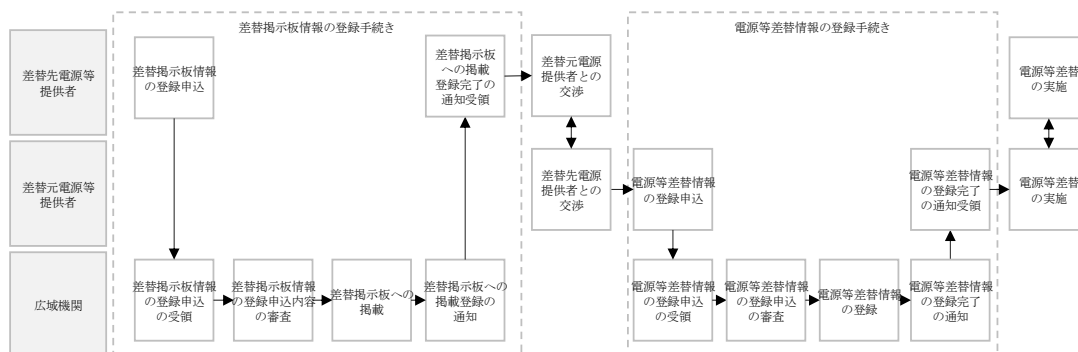 差替掲示板情報の登録手続き
電源等差替情報の登録手続き
差替先電源等
提供者
差替掲示板情報
の登録申込
差替掲示板
への掲載
登録完了の
通知受領
差替元電源
提供者との
交渉
電源等差替
の実施
差替元電源等
提供者
差替先電源
提供者との
交渉
電源等差替情報
の登録申込
電源等差替情報
の登録完了
の通知受領
電源等差替
の実施
広域機関
差替掲示板情報
の登録申込
の受領
差替掲示板情報
の登録申込内容
の審査
差替掲示板への
掲載
差替掲示板への
掲載登録の
通知
電源等差替情報
の登録申込
の受領
電源等差替情報
の登録申込
の審査
電源等差替情報
の登録
電源等差替情報
の登録完了
の通知